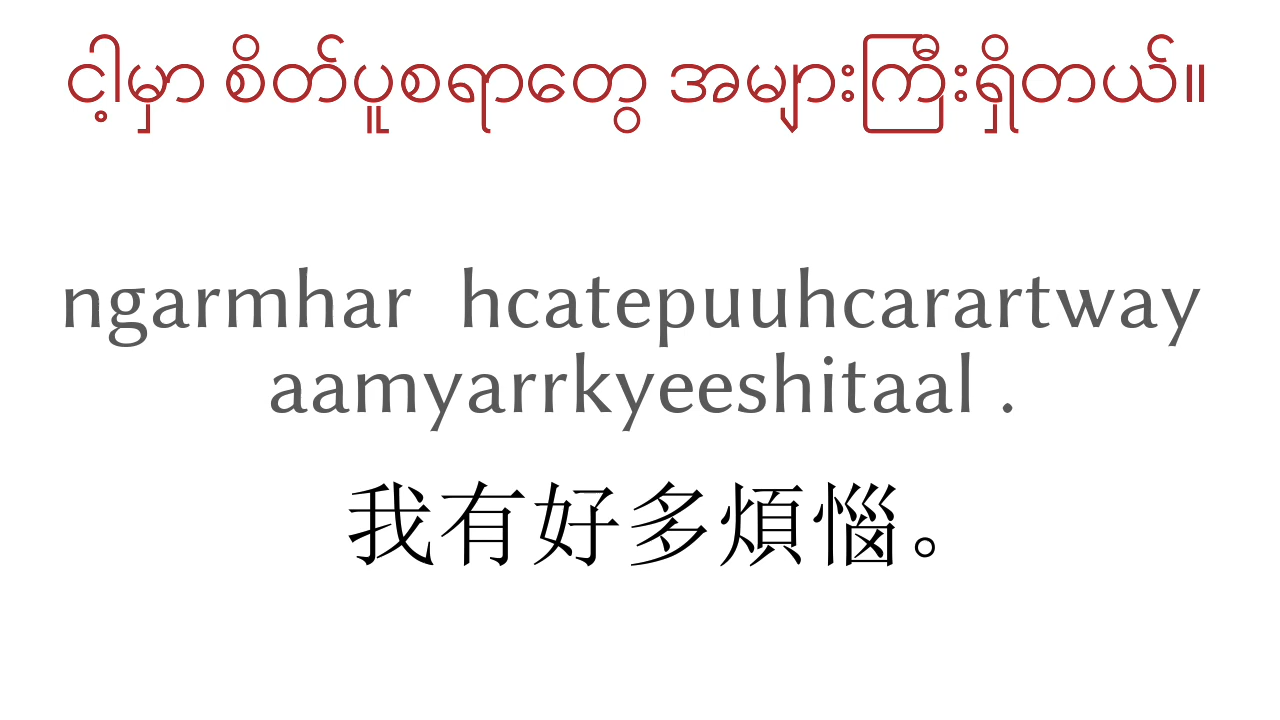 ငါ့မှာ စိတ်ပူစရာတွေ အများကြီးရှိတယ်။
ngarmhar hcatepuuhcarartway
aamyarrkyeeshitaal .
我有好多煩惱。